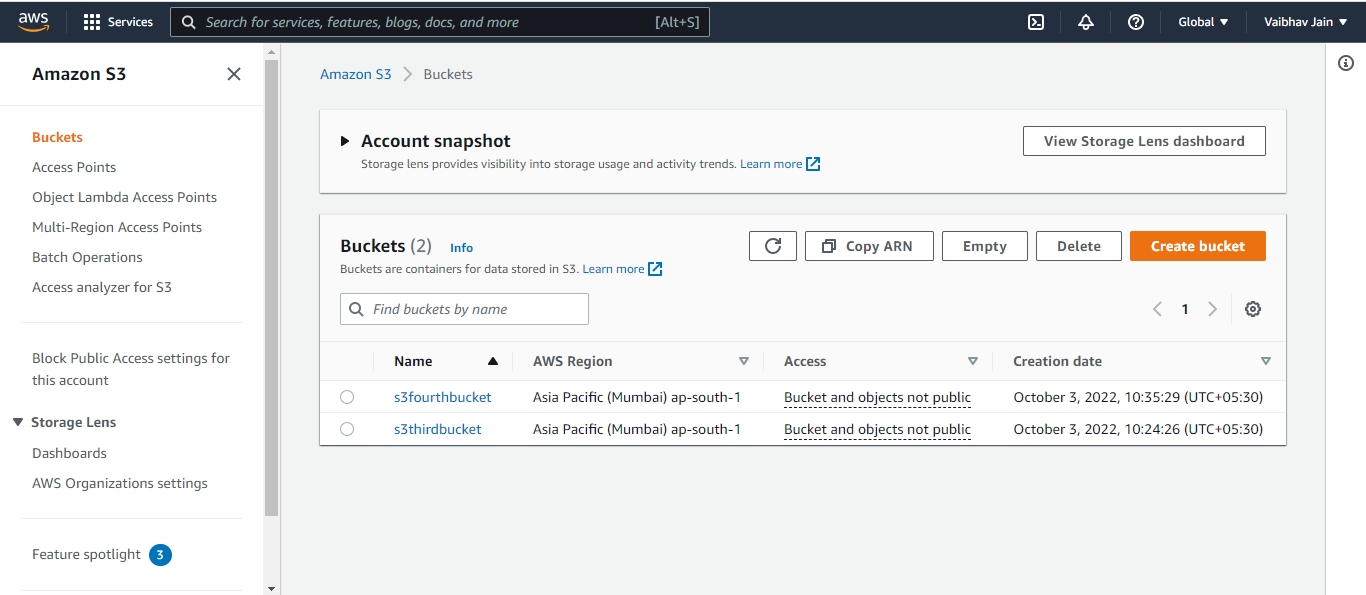 aws Services Search for services, features, blogs, docs, and more [Alt+S] Global Vaibhav Jain
Amazon S3
Buckets
Access Points
Object Lambda Access Points
Multi-Region Access Points
Batch Operations
Access analyzer for S3
Block Public Access settings for
this account
Storage Lens
Dashboards
AWS Organizations settings
Feature spotlight 3
Amazon S3 Buckets
Account snapshot
Storage lens provides visibility into storage usage and activity trends. Learn more
View Storage Lens dashboard
Buckets (2) Info
Buckets are containers for data stored in S3. Learn more
Copy ARN Empty Delete Create bucket
Find buckets by name
1
Name AWS Region Access Creation date
s3fourthbucket Asia Pacific (Mumbai) ap-south-1 Bucket and objects not public October 3, 2022, 10:35:29 (UTC+05:30)
s3thirdbucket Asia Pacific (Mumbai) ap-south-1 Bucket and objects not public October 3, 2022, 10:24:26 (UTC+05:30)